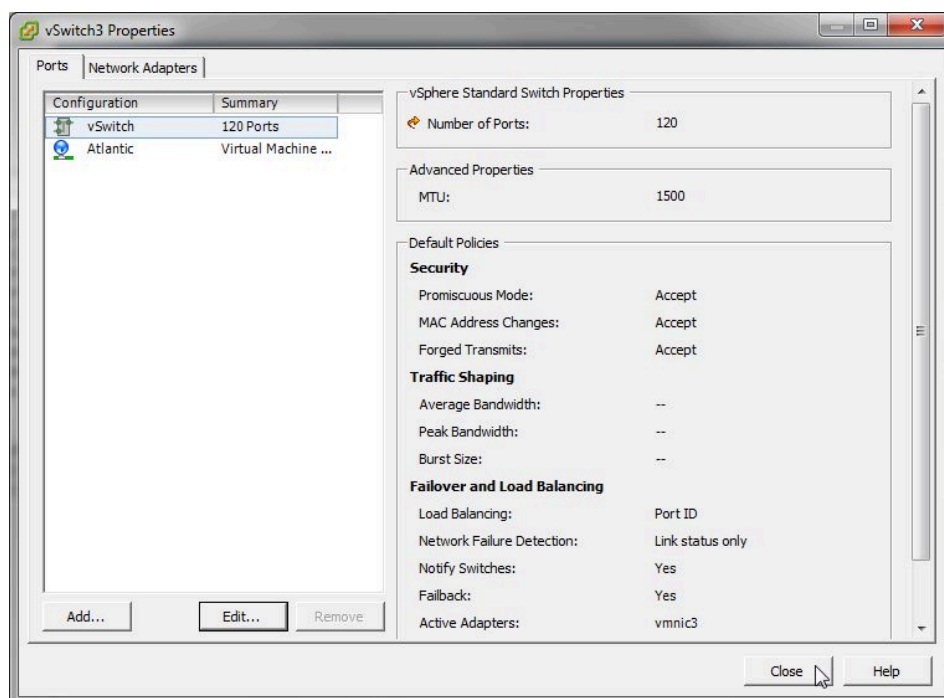 vSwitch3 Properties
Ports
Network Adapters
Configuration Summary
vSwitch 120 Ports
Atlantic Virtual Machine ...
Add... Edit... Remove
vSphere Standard Switch Properties
Number of Ports: 120
Advanced Properties
MTU: 1500
Default Policies
Security
Promiscuous Mode: Accept
MAC Address Changes: Accept
Forged Transmits: Accept
Traffic Shaping
Average Bandwidth: --
Peak Bandwidth: --
Burst Size: --
Failover and Load Balancing
Load Balancing: Port ID
Network Failure Detection: Link status only
Notify Switches: Yes
Failback: Yes
Active Adapters: vmnic3
Close Help